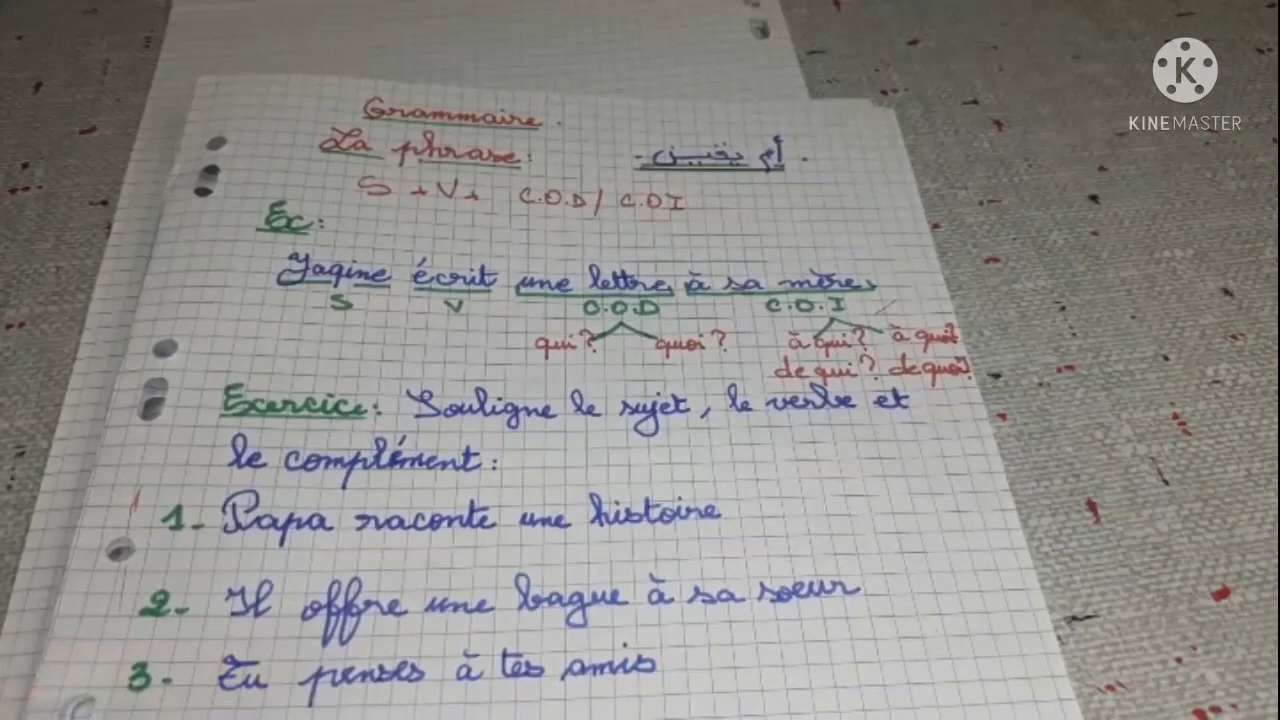 Grammaire.
La phrase:
أم يقين
S + V + C.O.D / C.O.I
Ex:
Yaqine écrit une lettre à sa mère,
S V C.O.D C.O.I
qui? quoi? à qui? à quoi?
de qui? de quoi?
Exercice: Souligne le sujet, le verbe et
le complément:
1- Papa raconte une histoire
2- Il offre une bague à sa soeur
3- Tu penses à tes amis
K
KINEMASTER